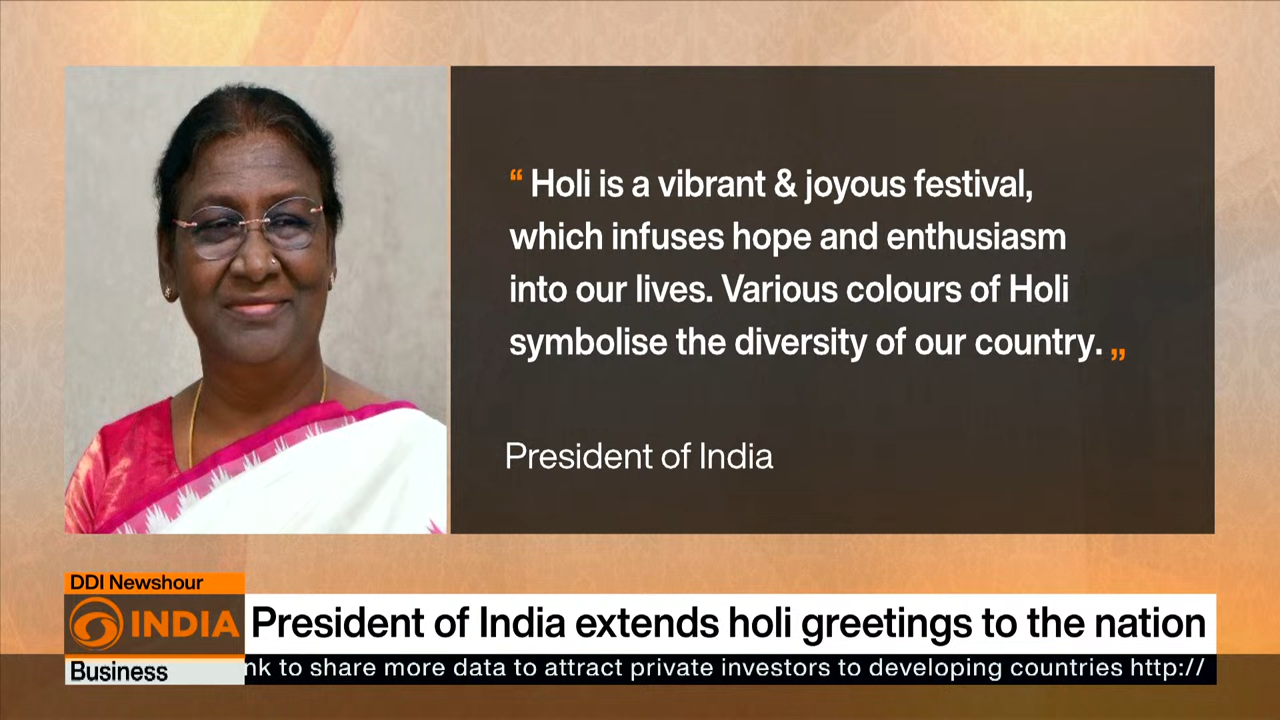 “ Holi is a vibrant & joyous festival,
which infuses hope and enthusiasm
into our lives. Various colours of Holi
symbolise the diversity of our country. „
President of India
DDI Newshour
INDIA
President of India extends holi greetings to the nation
Business
nk to share more data to attract private investors to developing countries http://